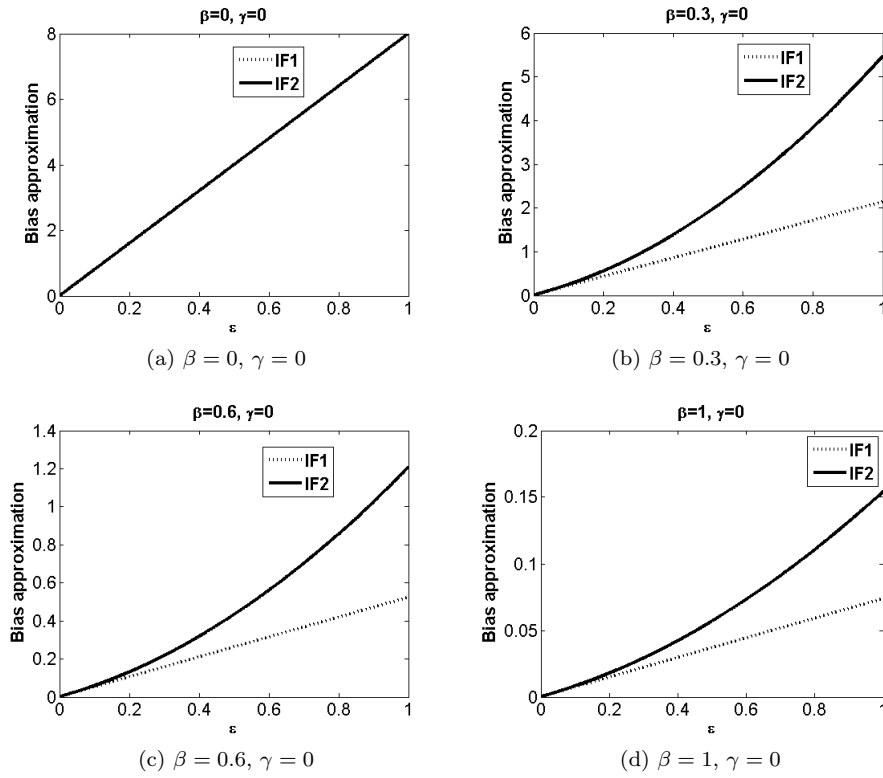 β=0, γ=0
8
6
4
2
0
Bias approximation
IF1
IF2
0 0.2 0.4 0.6 0.8 1
ε
(a) β = 0, γ = 0
β=0.3, γ=0
6
5
4
3
2
1
0
Bias approximation
IF1
IF2
0 0.2 0.4 0.6 0.8 1
ε
(b) β = 0.3, γ = 0
β=0.6, γ=0
1.4
1.2
1
0.8
0.6
0.4
0.2
0
Bias approximation
IF1
IF2
0 0.2 0.4 0.6 0.8 1
ε
(c) β = 0.6, γ = 0
β=1, γ=0
0.2
0.15
0.1
0.05
0
Bias approximation
IF1
IF2
0 0.2 0.4 0.6 0.8 1
ε
(d) β = 1, γ = 0